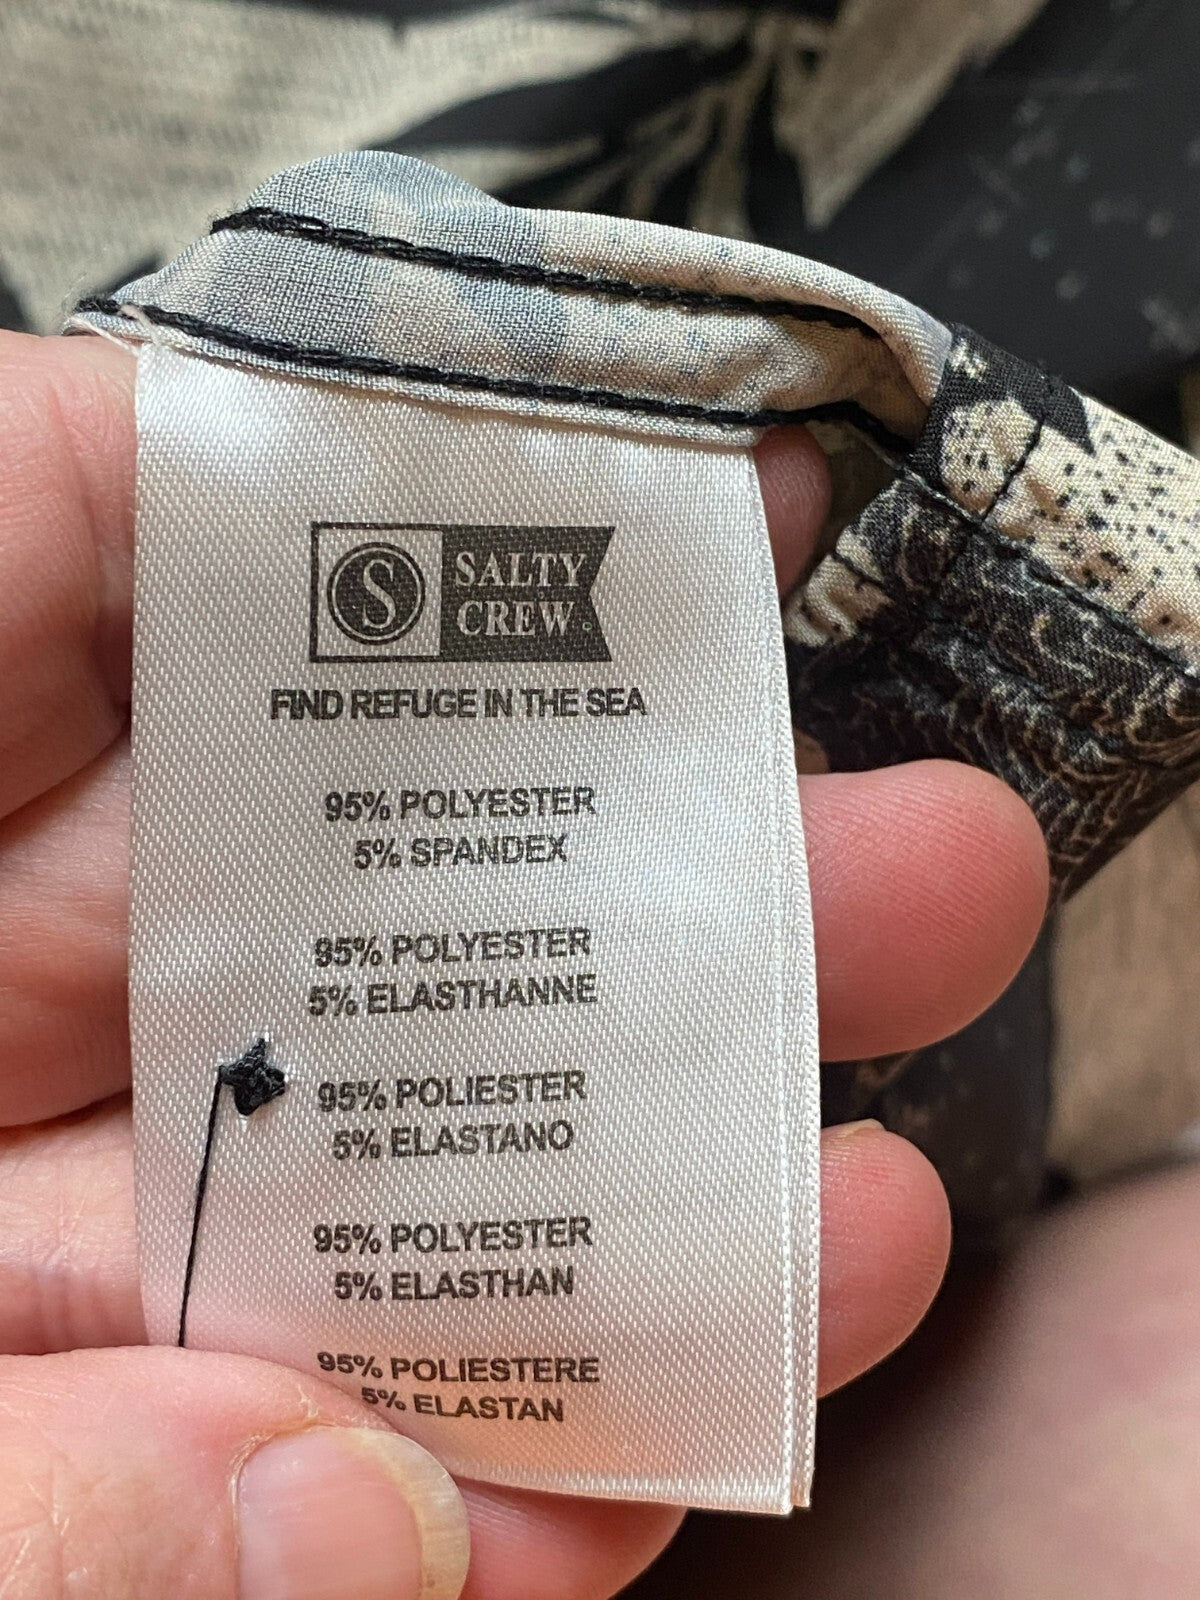 S
SALTY
CREW
FIND REFUGE IN THE SEA
95% POLYESTER
5% SPANDEX
95% POLYESTER
5% ELASTHANNE
95% POLIESTER
5% ELASTANO
95% POLYESTER
5% ELASTHAN
95% POLIESTERE
5% ELASTAN